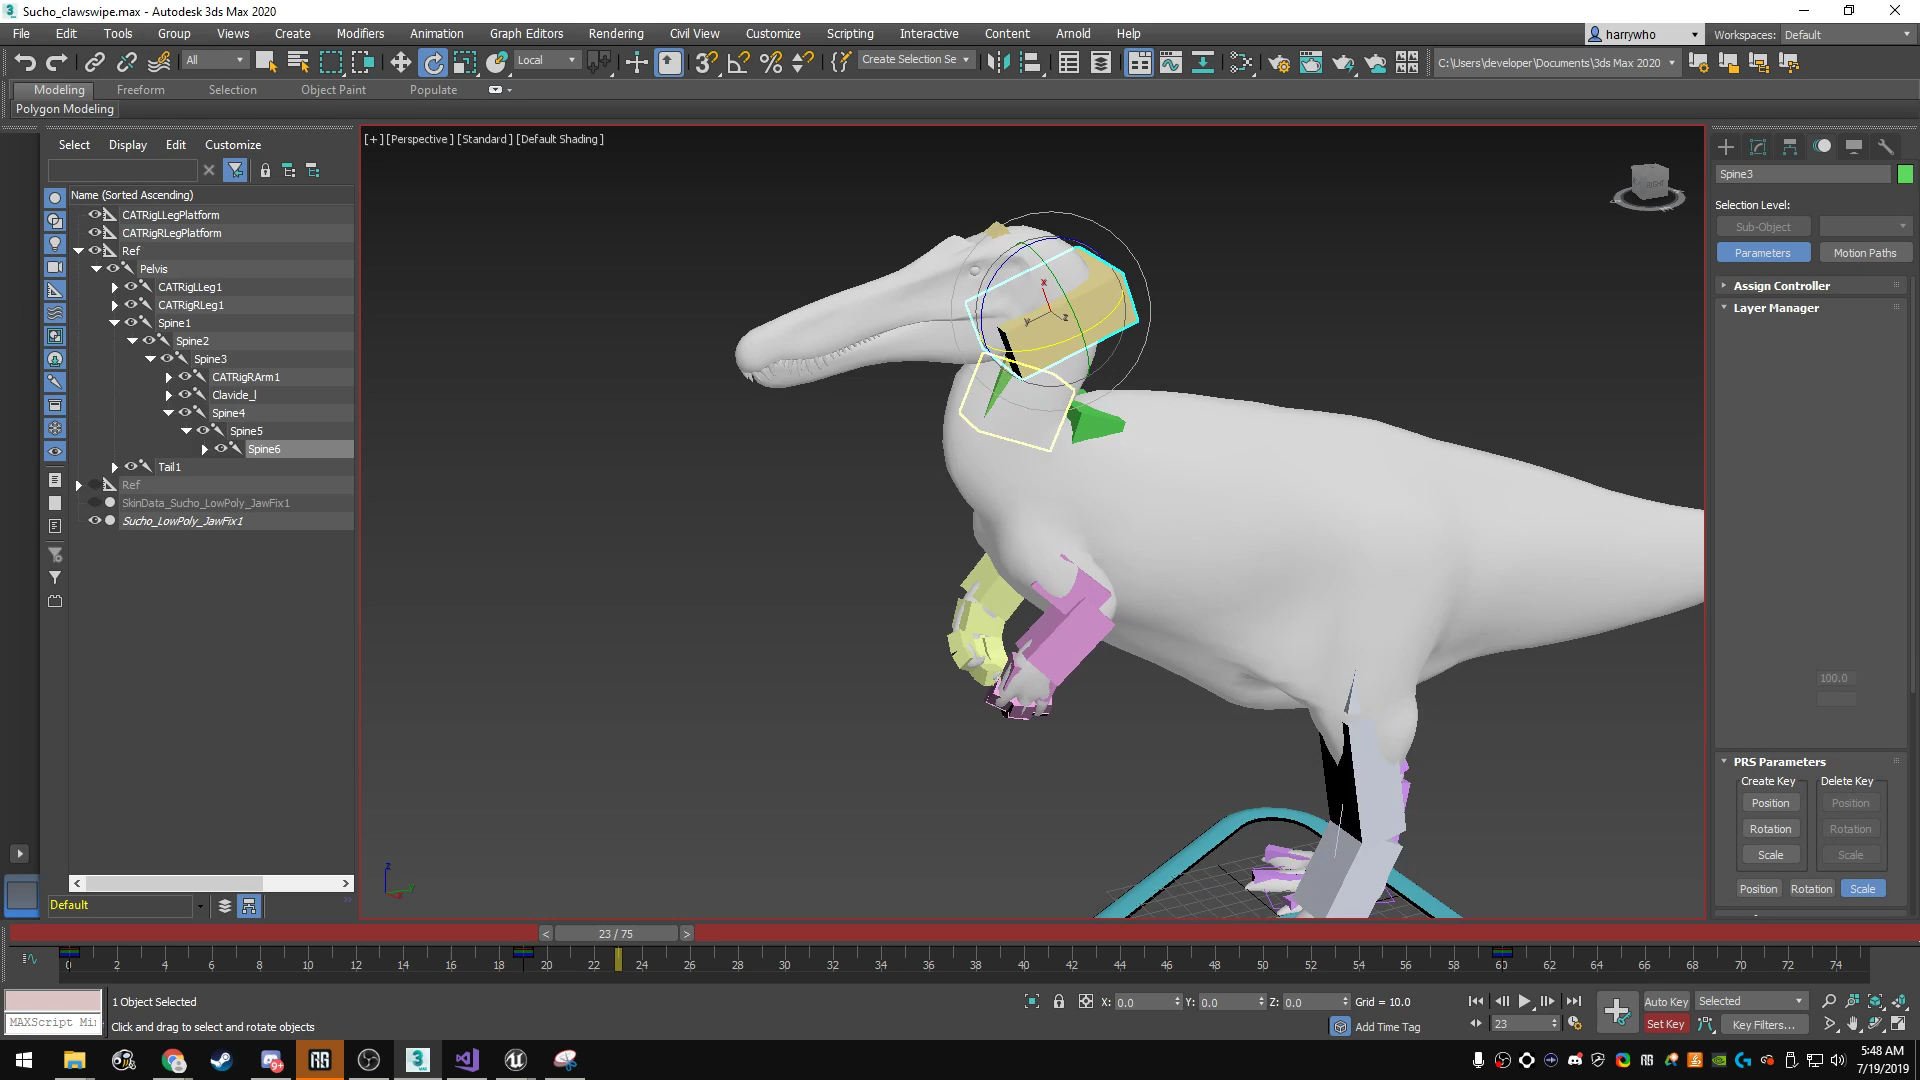 Sucho_clawswipe.max - Autodesk 3ds Max 2020
File Edit Tools Group Views Create Modifiers Animation Graph Editors Rendering Civil View Customize Scripting Interactive Content Arnold Help
harrywho
Workspaces: Default
All
Local
Create Selection Se
C:\Users\developer\Documents\3ds Max 2020
Modeling Freeform Selection Object Paint Populate
Polygon Modeling
Select Display Edit Customize
Name (Sorted Ascending)
CATRigLLegPlatform
CATRigRLegPlatform
Ref
Pelvis
CATRigLLeg1
CATRigRLeg1
Spine1
Spine2
Spine3
CATRigRArm1
Clavicle_l
Spine4
Spine5
Spine6
Tail1
Ref
SkinData_Sucho_LowPoly_JawFix1
Sucho_LowPoly_JawFix1
Default
[+] [Perspective ] [Standard ] [Default Shading ]
RIGHT
x
y
z
z
y
Spine3
Selection Level:
Sub-Object
Parameters Motion Paths
Assign Controller
Layer Manager
100.0
PRS Parameters
Create Key Delete Key
Position Position
Rotation Rotation
Scale Scale
Position Rotation Scale
< 23 / 75 >
0 2 4 6 8 10 12 14 16 18 20 22 24 26 28 30 32 34 36 38 40 42 44 46 48 50 52 54 56 58 60 62 64 66 68 70 72 74
1 Object Selected
X: 0.0 Y: 0.0 Z: 0.0 Grid = 10.0
Auto Key Selected
MAXScript Mi
Click and drag to select and rotate objects
Add Time Tag
23
Set Key
Key Filters...
5:48 AM
7/19/2019